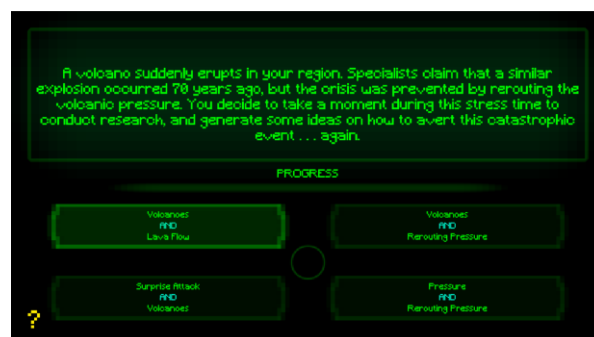 A volcano suddenly erupts in your region. Specialists claim that a similar
explosion occurred 70 years ago, but the crisis was prevented by rerouting the
volcanic pressure. You decide to take a moment during this stress time to
conduct research, and generate some ideas on how to avert this catastrophic
event . . . again.
PROGRESS
Volcanoes
AND
Lava Flow
Volcanoes
AND
Rerouting Pressure
Surprise Attack
AND
Volcanoes
Pressure
AND
Rerouting Pressure
?